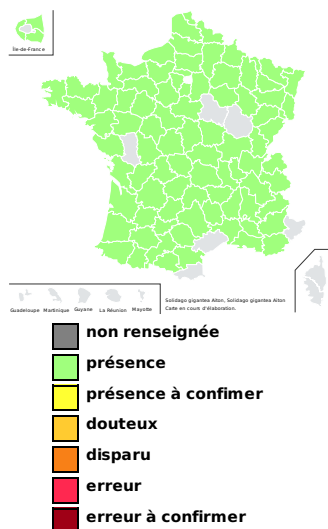 Île-de-France
Guadeloupe Martinique Guyane La Réunion Mayotte
Solidago gigantea Aiton, Solidago gigantea Aiton
Carte en cours d'élaboration.
non renseignée
présence
présence à confimer
douteux
disparu
erreur
erreur à confirmer